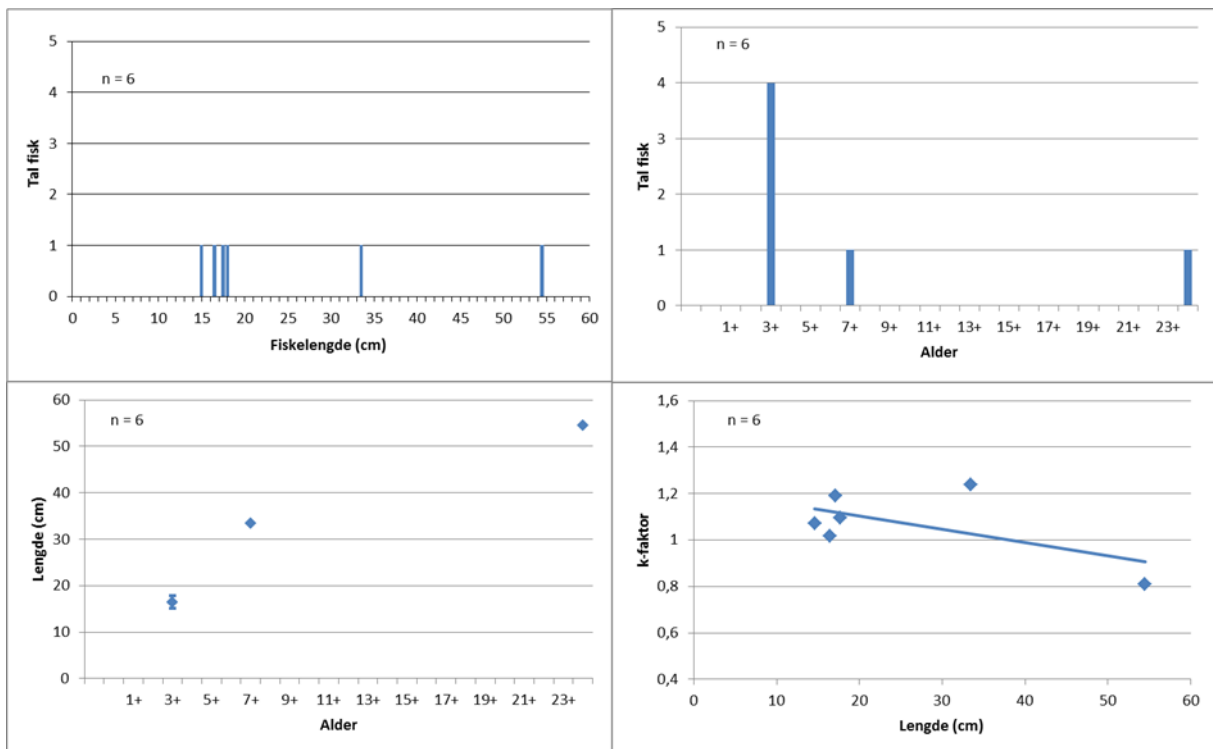 5
4
3
2
1
0
Tal fisk
n = 6
0 5 10 15 20 25 30 35 40 45 50 55 60
Fiskelengde (cm)
5
4
3
2
1
0
Tal fisk
n = 6
1+ 3+ 5+ 7+ 9+ 11+ 13+ 15+ 17+ 19+ 21+ 23+
Alder
60
50
40
30
20
10
0
Lengde (cm)
n = 6
1+ 3+ 5+ 7+ 9+ 11+ 13+ 15+ 17+ 19+ 21+ 23+
Alder
1,6
1,4
1,2
1
0,8
0,6
0,4
k-faktor
n = 6
0 10 20 30 40 50 60
Lengde (cm)